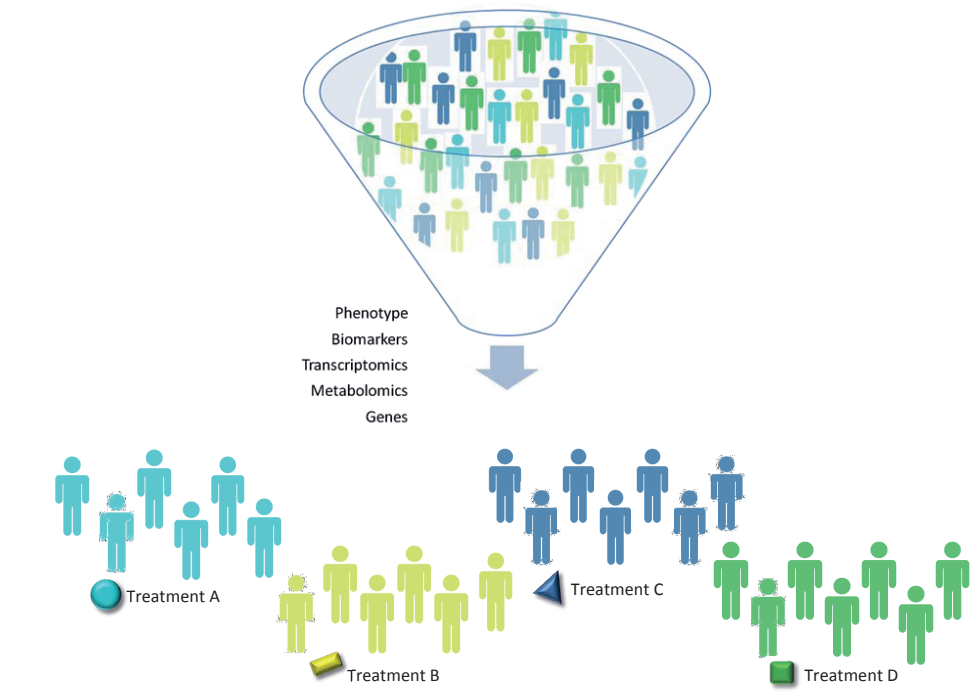 Phenotype
Biomarkers
Transcriptomics
Metabolomics
Genes
Treatment A
Treatment B
Treatment C
Treatment D